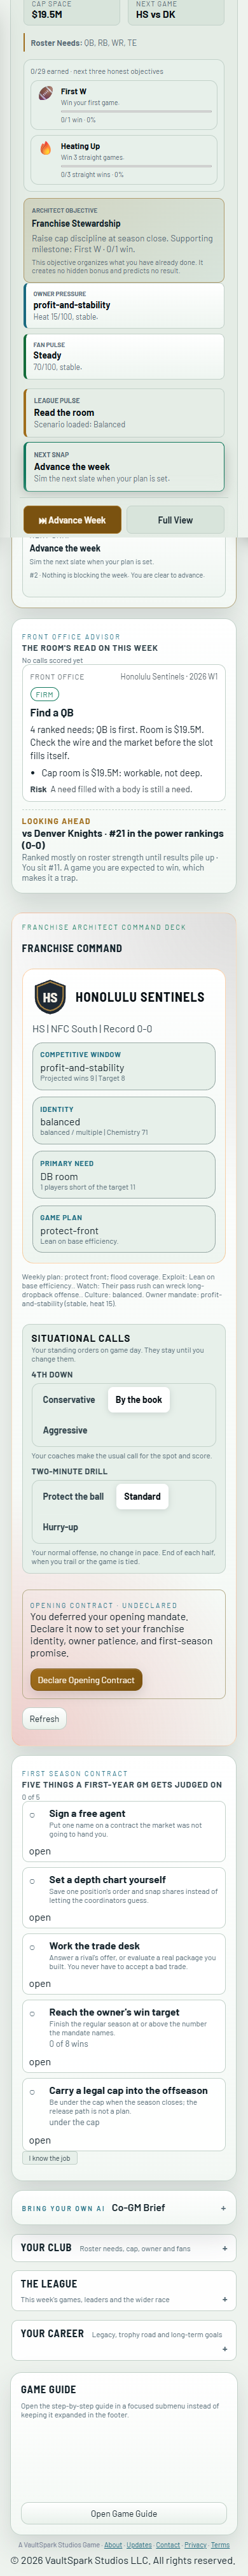 CAP SPACE
$19.5M
NEXT GAME
HS vs DK
Roster Needs: QB, RB, WR, TE
0/29 earned · next three honest objectives
First W
Win your first game.
0/1 win · 0%
Heating Up
Win 3 straight games.
0/3 straight wins · 0%
ARCHITECT OBJECTIVE
Franchise Stewardship
Raise cap discipline at season close. Supporting
milestone: First W · 0/1 win.
This objective organizes what you have already done. It
creates no hidden bonus and predicts no result.
OWNER PRESSURE
profit-and-stability
Heat 15/100, stable.
FAN PULSE
Steady
70/100, stable.
LEAGUE PULSE
Read the room
Scenario loaded: Balanced
NEXT SNAP
Advance the week
Sim the next slate when your plan is set.
⏭ Advance Week
Full View
Advance the week
Sim the next slate when your plan is set.
#2 · Nothing is blocking the week. You are clear to advance.
FRONT OFFICE ADVISOR
THE ROOM'S READ ON THIS WEEK
No calls scored yet
FRONT OFFICE
Honolulu Sentinels · 2026 W1
FIRM
Find a QB
4 ranked needs; QB is first. Room is $19.5M.
Check the wire and the market before the slot
fills itself.
• Cap room is $19.5M: workable, not deep.
Risk A need filled with a body is still a need.
LOOKING AHEAD
vs Denver Knights · #21 in the power rankings
(0-0)
Ranked mostly on roster strength until results pile up ·
You sit #11. A game you are expected to win, which
makes it a trap.
FRANCHISE ARCHITECT COMMAND DECK
FRANCHISE COMMAND
HS
HONOLULU SENTINELS
HS | NFC South | Record 0-0
COMPETITIVE WINDOW
profit-and-stability
Projected wins 9 | Target 8
IDENTITY
balanced
balanced / multiple | Chemistry 71
PRIMARY NEED
DB room
1 players short of the target 11
GAME PLAN
protect-front
Lean on base efficiency.
Weekly plan: protect front; flood coverage. Exploit: Lean on
base efficiency.. Watch: Their pass rush can wreck long-
dropback offense.. Culture: balanced. Owner mandate: profit-
and-stability (stable, heat 15).
SITUATIONAL CALLS
Your standing orders on game day. They stay until you
change them.
4TH DOWN
Conservative
By the book
Aggressive
Your coaches make the usual call for the spot and score.
TWO-MINUTE DRILL
Protect the ball
Standard
Hurry-up
Your normal offense, no change in pace. End of each half,
when you trail or the game is tied.
OPENING CONTRACT · UNDECLARED
You deferred your opening mandate.
Declare it now to set your franchise
identity, owner patience, and first-season
promise.
Declare Opening Contract
Refresh
FIRST SEASON CONTRACT
FIVE THINGS A FIRST-YEAR GM GETS JUDGED ON
0 of 5
Sign a free agent
Put one name on a contract the market was not
going to hand you.
open
Set a depth chart yourself
Save one position's order and snap shares instead of
letting the coordinators guess.
open
Work the trade desk
Answer a rival's offer, or evaluate a real package you
built. You never have to accept a bad trade.
open
Reach the owner's win target
Finish the regular season at or above the number
the mandate names.
0 of 8 wins
open
Carry a legal cap into the offseason
Be under the cap when the season closes; the
release path is not a plan.
under the cap
open
I know the job
BRING YOUR OWN AI Co-GM Brief +
YOUR CLUB Roster needs, cap, owner and fans +
THE LEAGUE
This week's games, leaders and the wider race +
YOUR CAREER Legacy, trophy road and long-term goals
+
GAME GUIDE
Open the step-by-step guide in a focused submenu instead of
keeping it expanded in the footer.
Open Game Guide
A VaultSpark Studios Game · About · Updates · Contact · Privacy · Terms
© 2026 VaultSpark Studios LLC. All rights reserved.